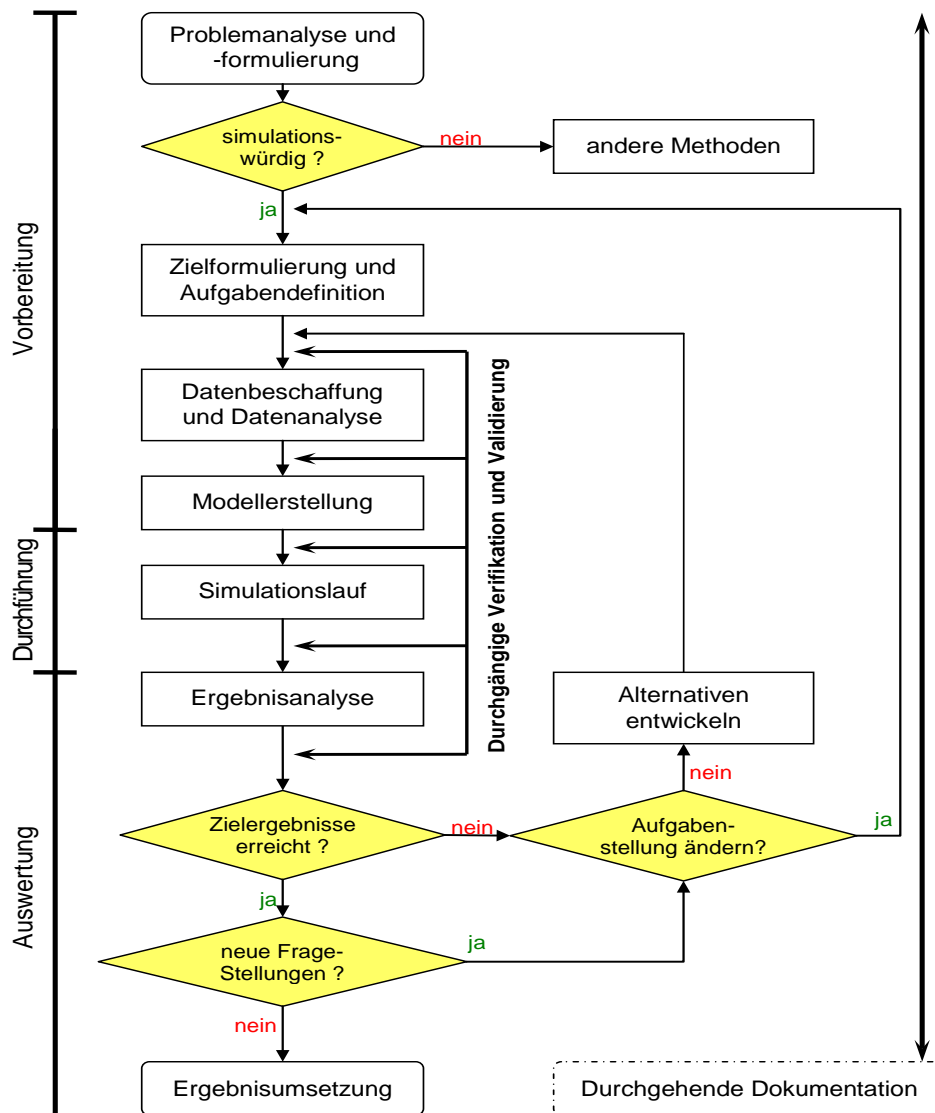 Problemanalyse und
-formulierung
simulations-
würdig ?
nein
andere Methoden
ja
Zielformulierung und
Aufgabendefinition
Vorbereitung
Datenbeschaffung
und Datenanalyse
Durchgängige Verifikation und Validierung
Modellerstellung
Durchführung
Simulationslauf
Ergebnisanalyse
Alternativen
entwickeln
nein
Zielergebnisse
erreicht ?
nein
Aufgaben-
stellung ändern?
ja
Auswertung
ja
neue Frage-
Stellungen ?
ja
nein
Ergebnisumsetzung
Durchgehende Dokumentation